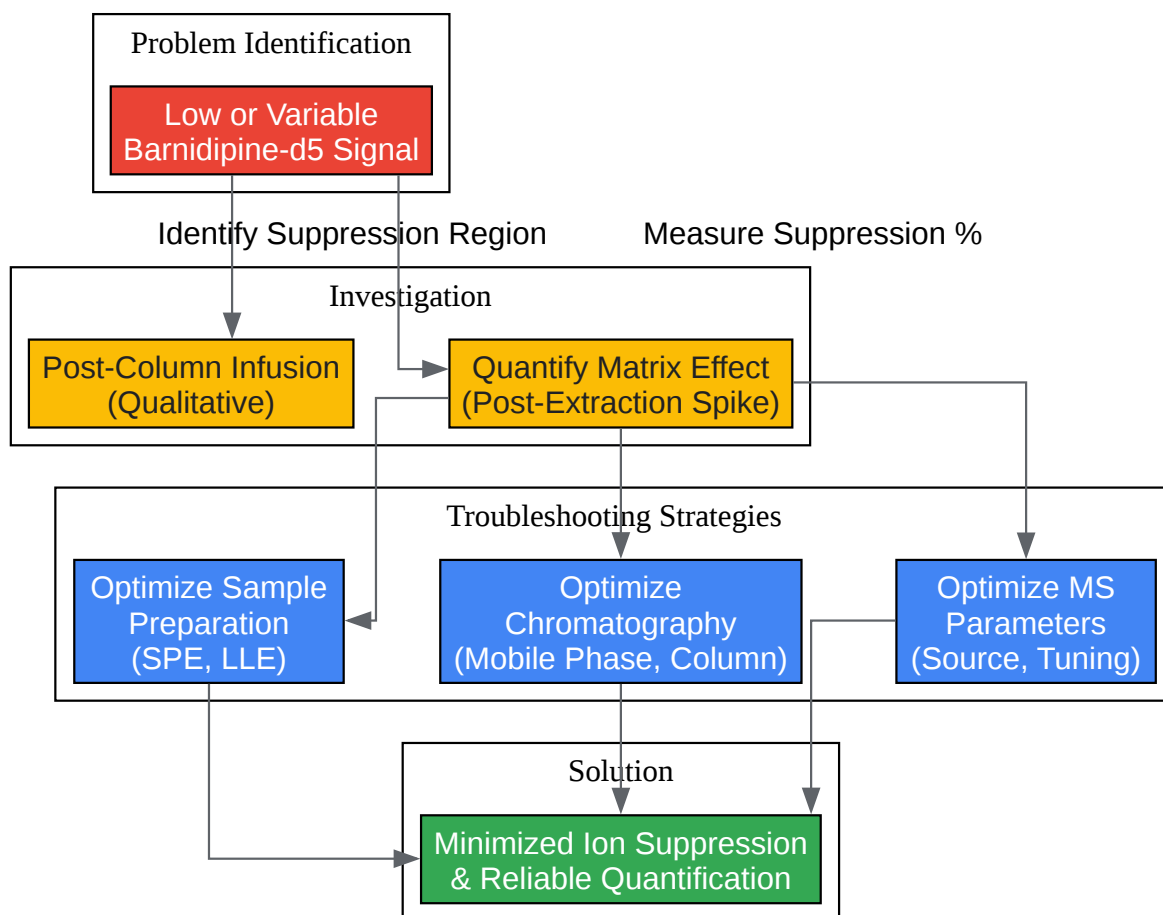 Problem Identification
Low or Variable
Barnidipine-d5 Signal
Identify Suppression Region
Measure Suppression %
Investigation
Post-Column Infusion
(Qualitative)
Quantify Matrix Effect
(Post-Extraction Spike)
Troubleshooting Strategies
Optimize Sample
Preparation
(SPE, LLE)
Optimize
Chromatography
(Mobile Phase, Column)
Optimize MS
Parameters
(Source, Tuning)
Solution
Minimized Ion Suppression
& Reliable Quantification